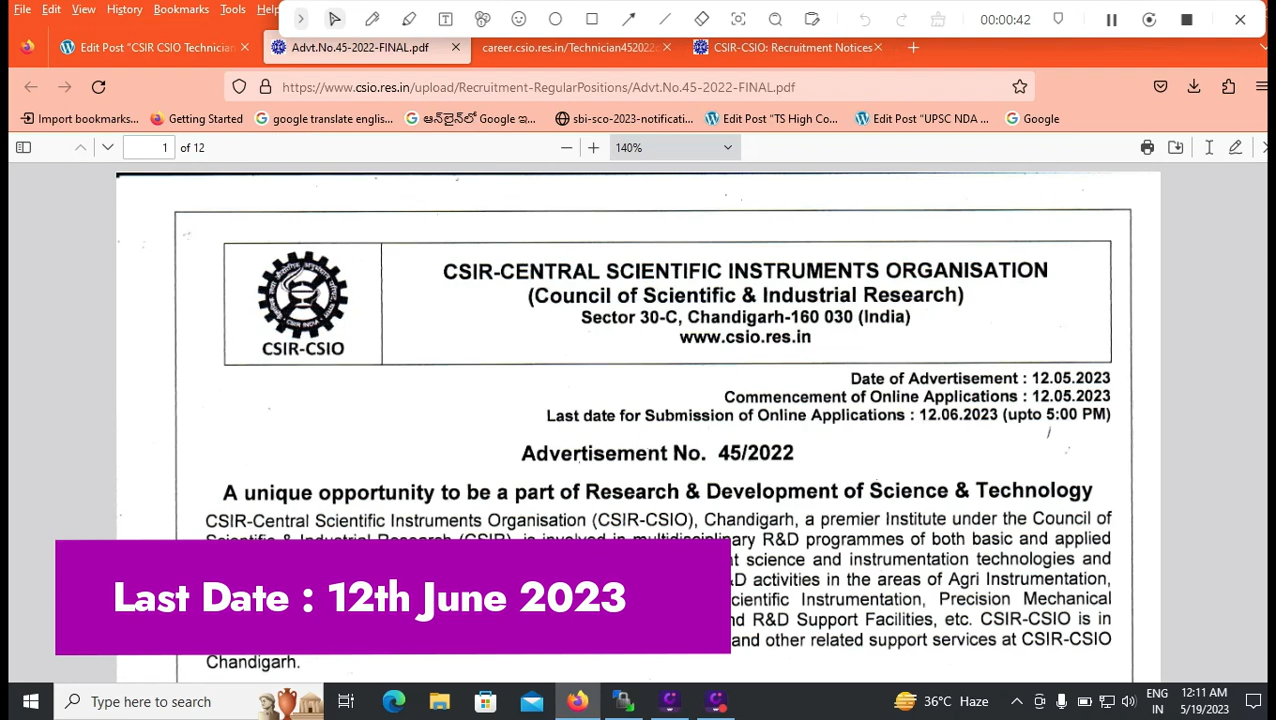 File Edit View History Bookmarks Tools Help
00:00:42
Edit Post “CSIR CSIO Technician
Advt.No.45-2022-FINAL.pdf
career.csio.res.in/Technician452022
CSIR-CSIO: Recruitment Notices
https://www.csio.res.in/upload/Recruitment-RegularPositions/Advt.No.45-2022-FINAL.pdf
Import bookmarks...
Getting Started
google translate englis...
ఆన్‌లైన్‌లో Google ఇ...
sbi-sco-2023-notificati...
Edit Post “TS High Co...
Edit Post “UPSC NDA ...
Google
1 of 12
140%
CSIR-CSIO
CSIR-CENTRAL SCIENTIFIC INSTRUMENTS ORGANISATION
(Council of Scientific & Industrial Research)
Sector 30-C, Chandigarh-160 030 (India)
www.csio.res.in
Date of Advertisement : 12.05.2023
Commencement of Online Applications : 12.05.2023
Last date for Submission of Online Applications : 12.06.2023 (upto 5:00 PM)
Advertisement No. 45/2022
A unique opportunity to be a part of Research & Development of Science & Technology
CSIR-Central Scientific Instruments Organisation (CSIR-CSIO), Chandigarh, a premier Institute under the Council of
Scientific & Industrial Research (CSIR), is involved in multidisciplinary R&D programmes of both basic and applied
science and instrumentation technologies and
activities in the areas of Agri Instrumentation,
Instrumentation, Precision Mechanical
R&D Support Facilities, etc. CSIR-CSIO is in
and other related support services at CSIR-CSIO
Chandigarh.
Last Date : 12th June 2023
Type here to search
36°C Haze
ENG
IN
12:11 AM
5/19/2023